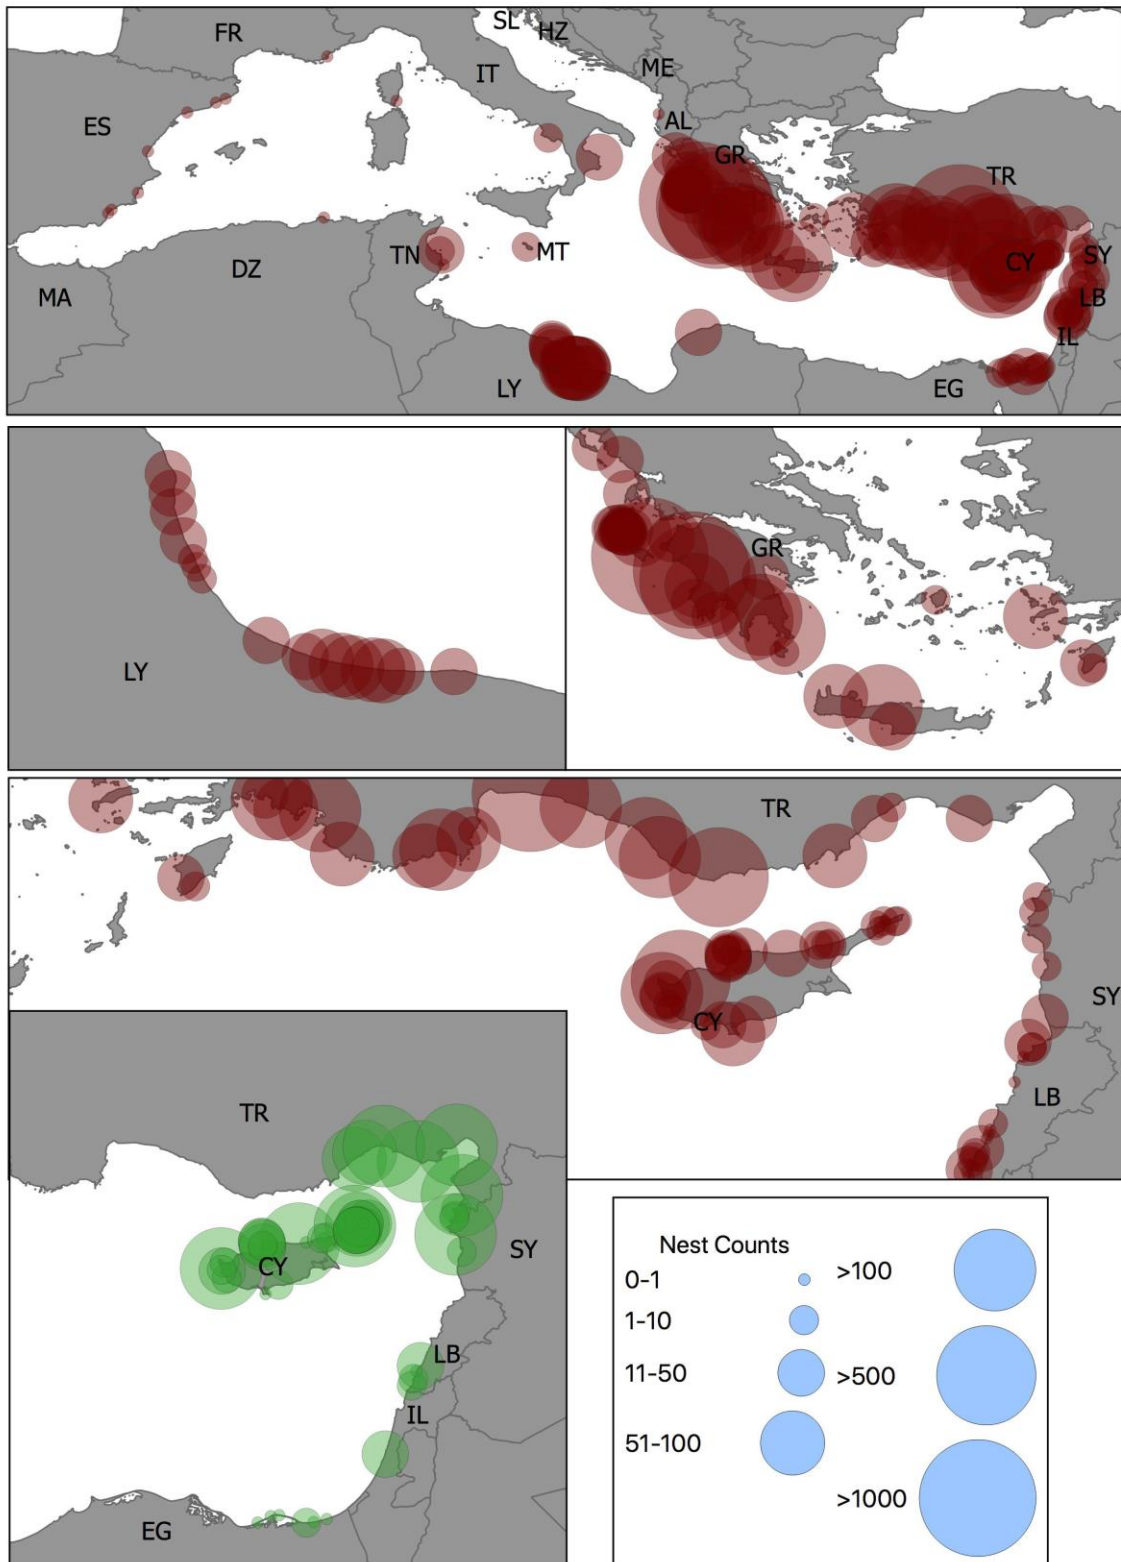 FR
SL
HZ
IT
ME
ES
AL
GR
TR
TN
MT
DZ
CY
SY
MA
LB
IL
LY
EG
GR
LY
TR
SY
CY
LB
TR
CY
SY
LB
IL
EG
Nest Counts
0-1
>100
1-10
11-50
>500
51-100
>1000